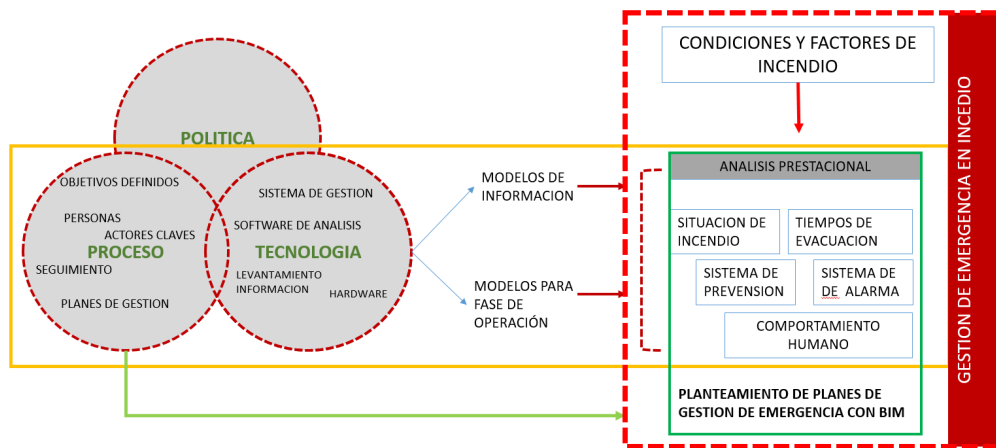 POLITICA
OBJETIVOS DEFINIDOS
PERSONAS
ACTORES CLAVES
PROCESO
SEGUIMIENTO
PLANES DE GESTION
SISTEMA DE GESTION
SOFTWARE DE ANALISIS
TECNOLOGIA
LEVANTAMIENTO
INFORMACION
HARDWARE
MODELOS DE
INFORMACION
MODELOS PARA
FASE DE
OPERACIÓN
CONDICIONES Y FACTORES DE
INCENDIO
ANALISIS PRESTACIONAL
SITUACION DE
INCENDIO
TIEMPOS DE
EVACUACION
SISTEMA DE
PREVENSION
SISTEMA DE
DE ALARMA
COMPORTAMIENTO
HUMANO
PLANTEAMIENTO DE PLANES DE
GESTION DE EMERGENCIA CON BIM
GESTION DE EMERGENCIA EN INCEDIO